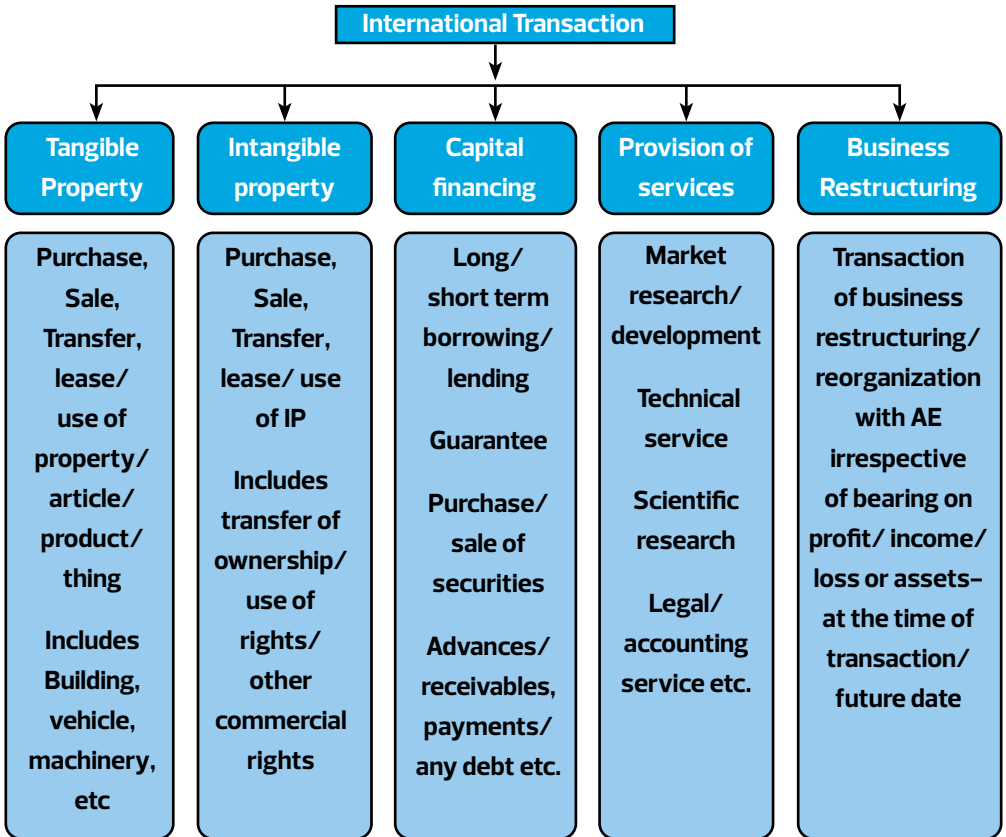 International Transaction
Tangible
Property
Intangible
property
Capital
financing
Provision of
services
Business
Restructuring
Purchase,
Sale,
Transfer,
lease/
use of
property/
article/
product/
thing
Includes
Building,
vehicle,
machinery,
etc
Purchase,
Sale,
Transfer,
lease/ use
of IP
Includes
transfer of
ownership/
use of
rights/
other
commercial
rights
Long/
short term
borrowing/
lending
Guarantee
Purchase/
sale of
securities
Advances/
receivables,
payments/
any debt etc.
Market
research/
development
Technical
service
Scientific
research
Legal/
accounting
service etc.
Transaction
of business
restructuring/
reorganization
with AE
irrespective
of bearing on
profit/ income/
loss or assets–
at the time of
transaction/
future date